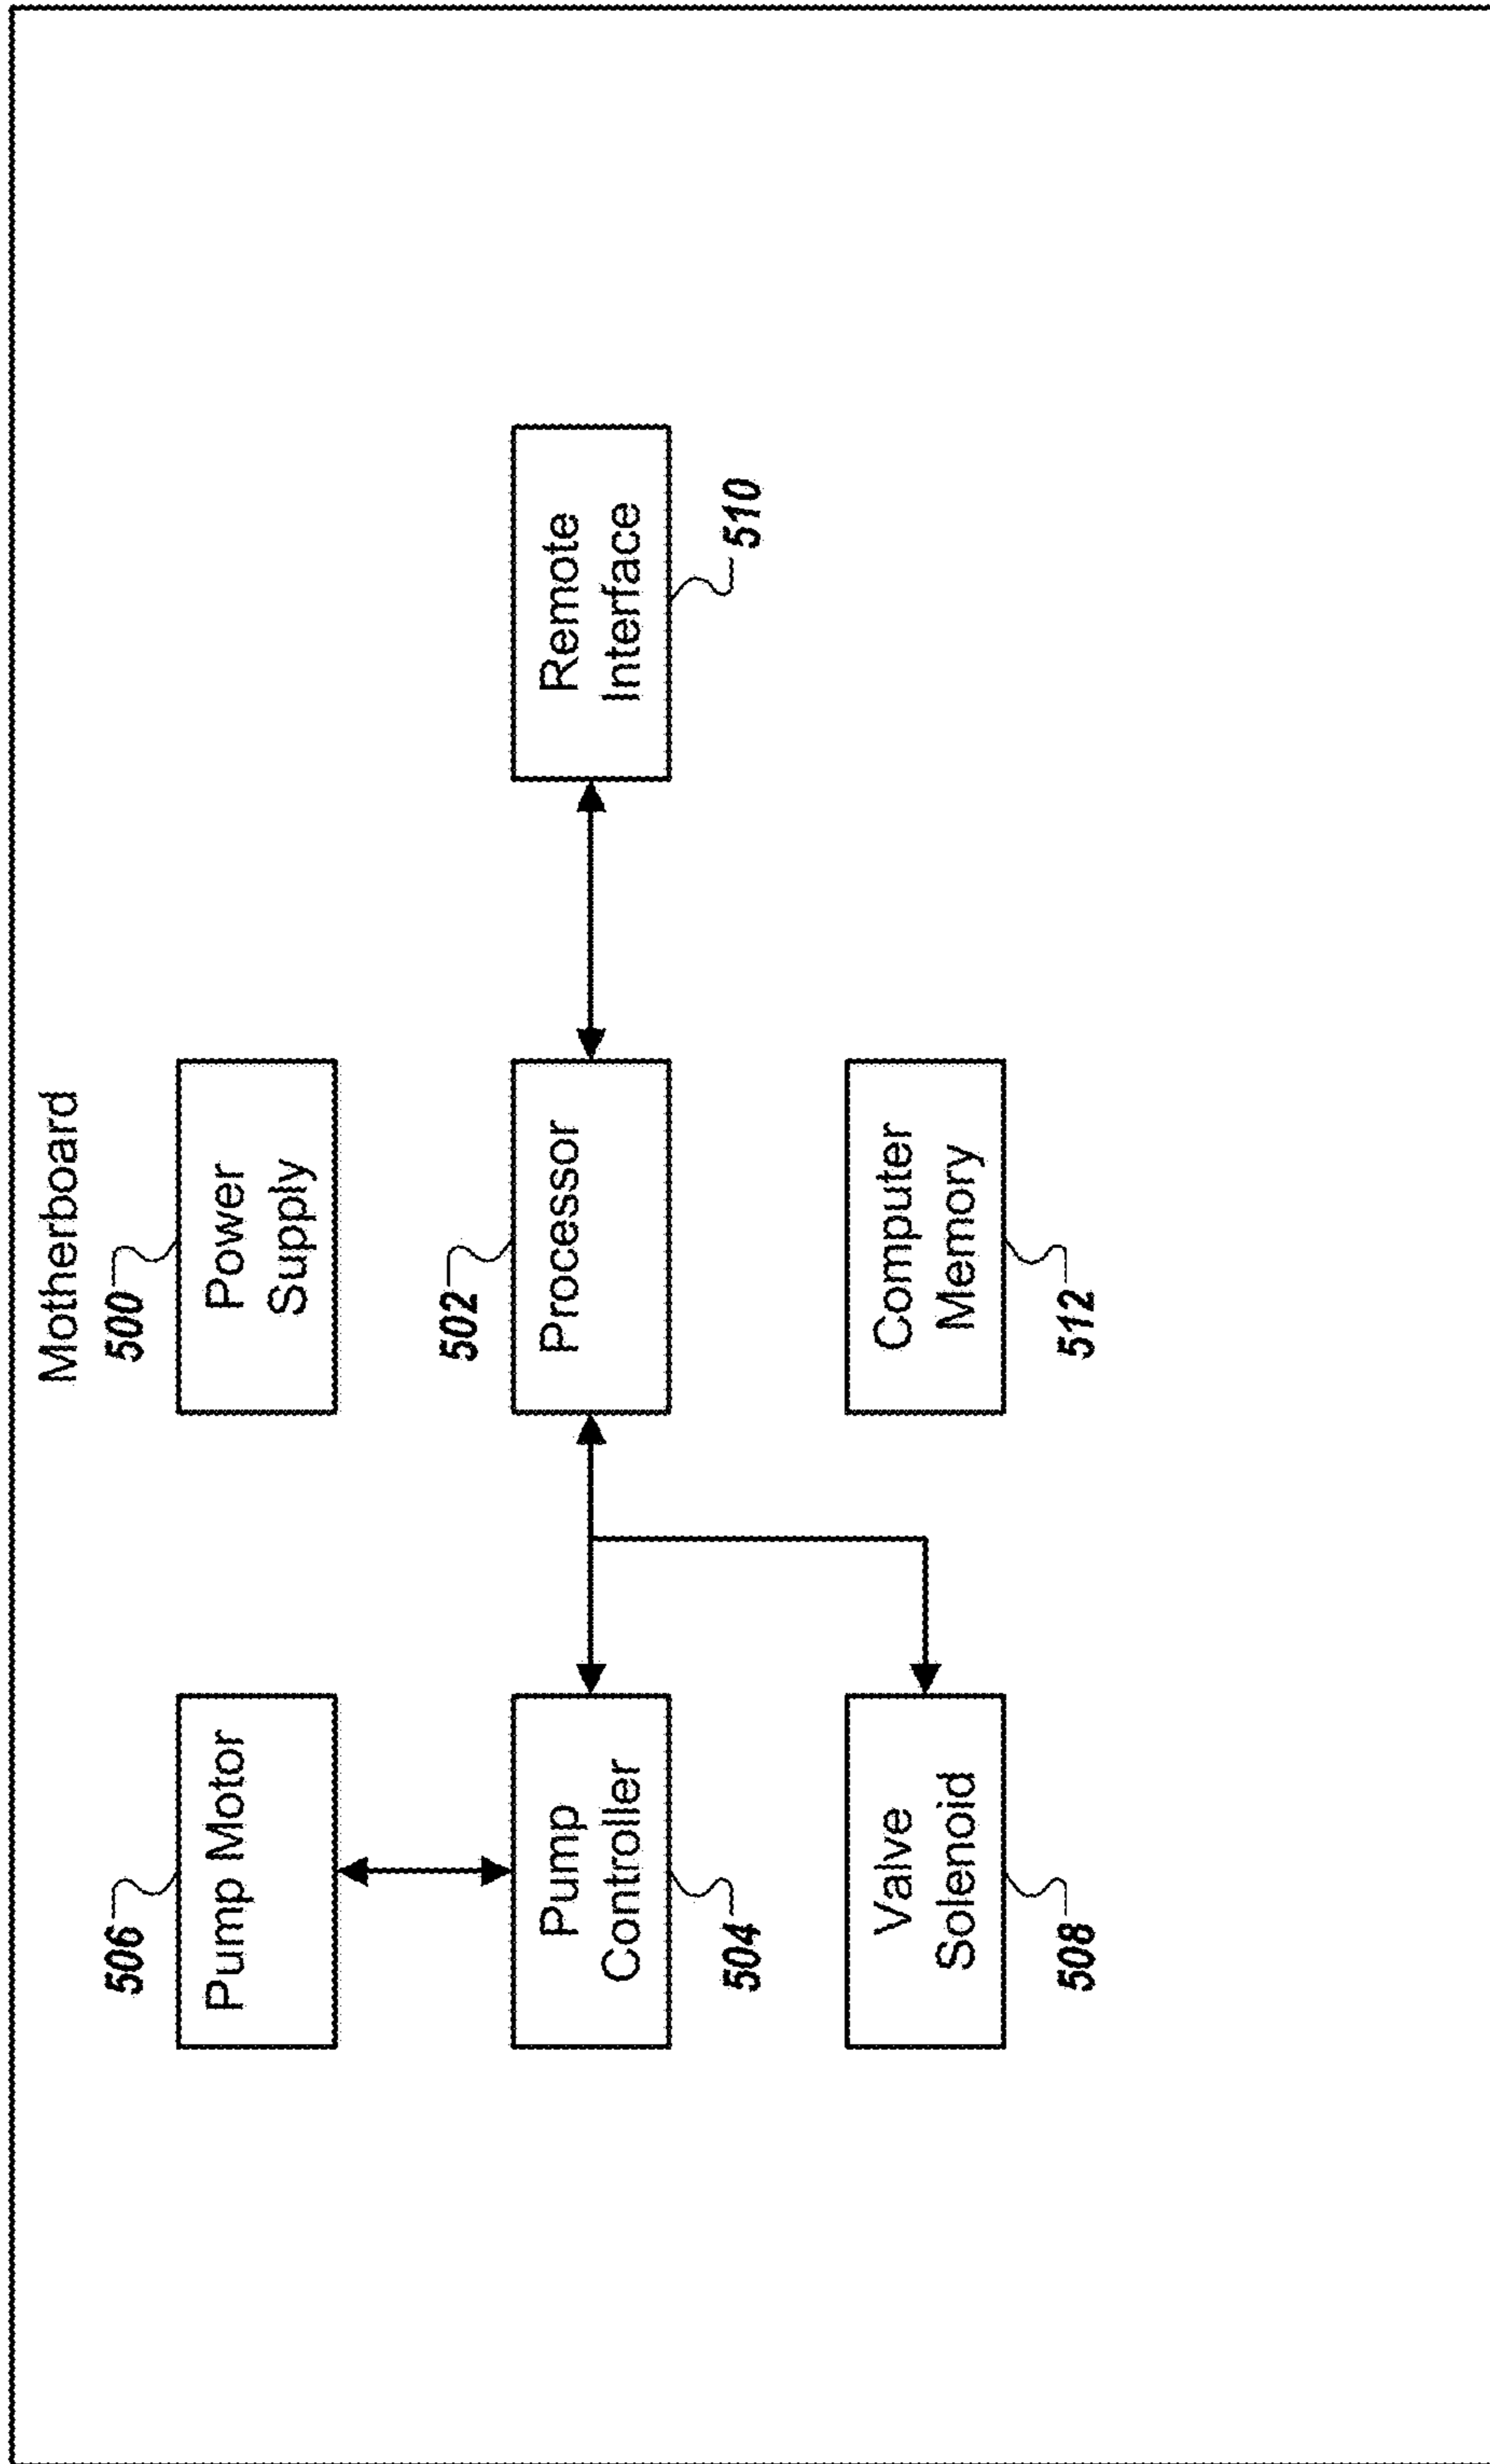 Motherboard
506
Pump Motor
500
Power
Supply
502
Processor
Pump
Controller
504
Remote
Interface
510
Valve
Solenoid
508
Computer
Memory
512